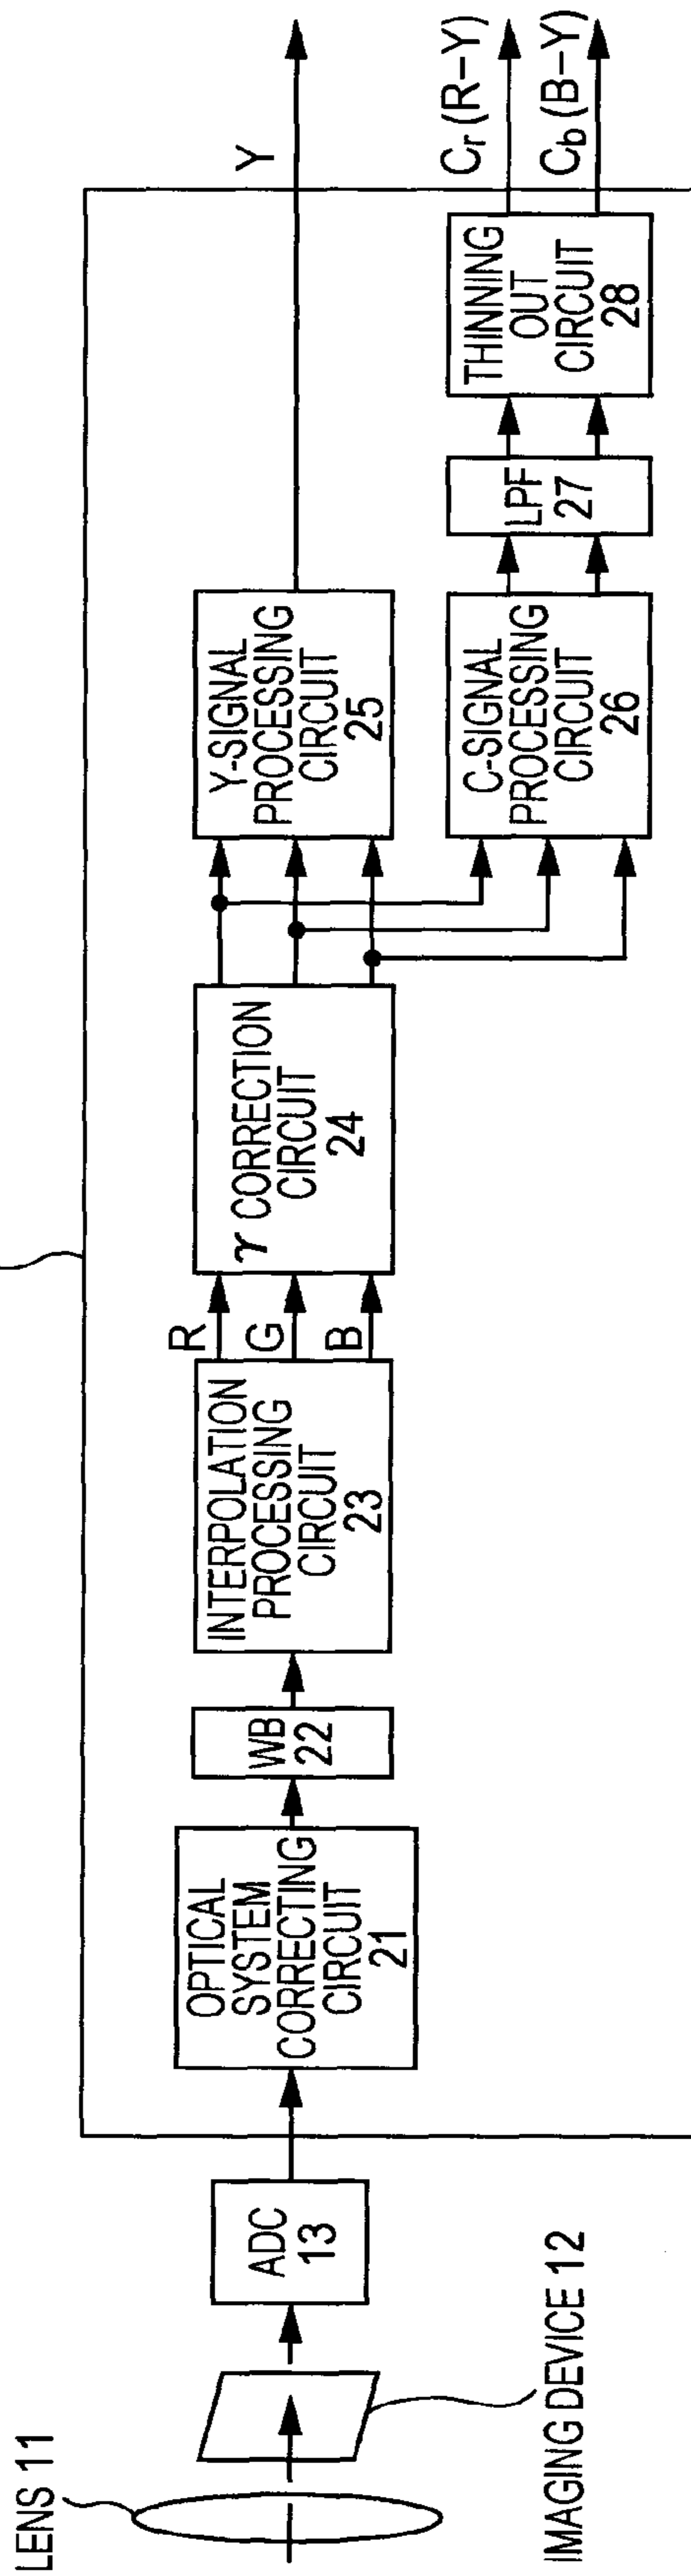 LENS 11
IMAGING DEVICE 12
ADC
13
OPTICAL
SYSTEM
CORRECTING
CIRCUIT
21
WB
22
INTERPOLATION
PROCESSING
CIRCUIT
23
R
G
B
γ CORRECTION
CIRCUIT
24
Y-SIGNAL
PROCESSING
CIRCUIT
25
C-SIGNAL
PROCESSING
CIRCUIT
26
LPF
27
THINNING
OUT
CIRCUIT
28
Y
Cr (R-Y)
Cb (B-Y)